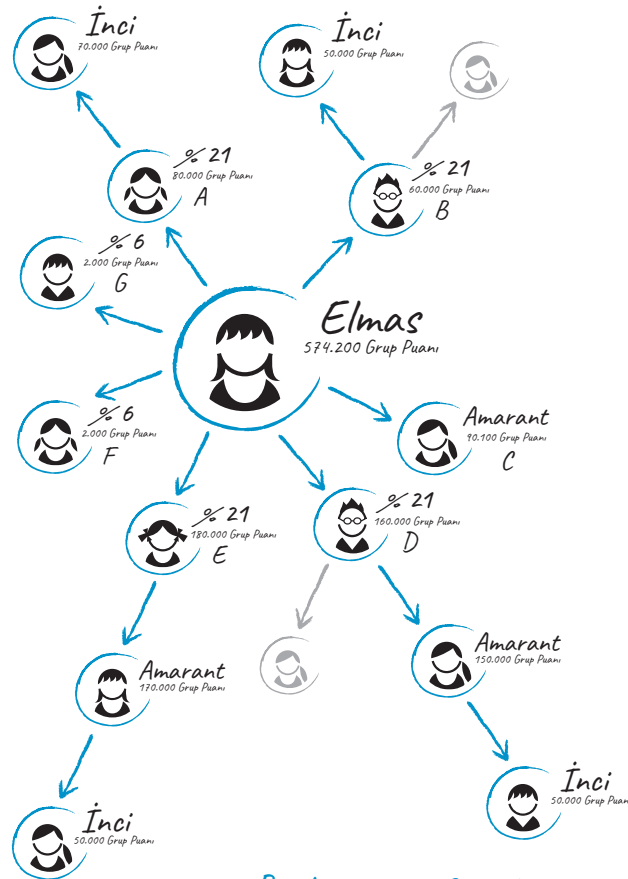 İnci
70.000 Grup Puanı
İnci
50.000 Grup Puanı
% 21
80.000 Grup Puanı
A
% 21
60.000 Grup Puanı
B
% 6
2.000 Grup Puanı
G
Elmas
574.200 Grup Puanı
% 6
2.000 Grup Puanı
F
Amarant
90.100 Grup Puanı
C
% 21
180.000 Grup Puanı
E
% 21
160.000 Grup Puanı
D
Amarant
170.000 Grup Puanı
Amarant
150.000 Grup Puanı
İnci
50.000 Grup Puanı
İnci
50.000 Grup Puanı